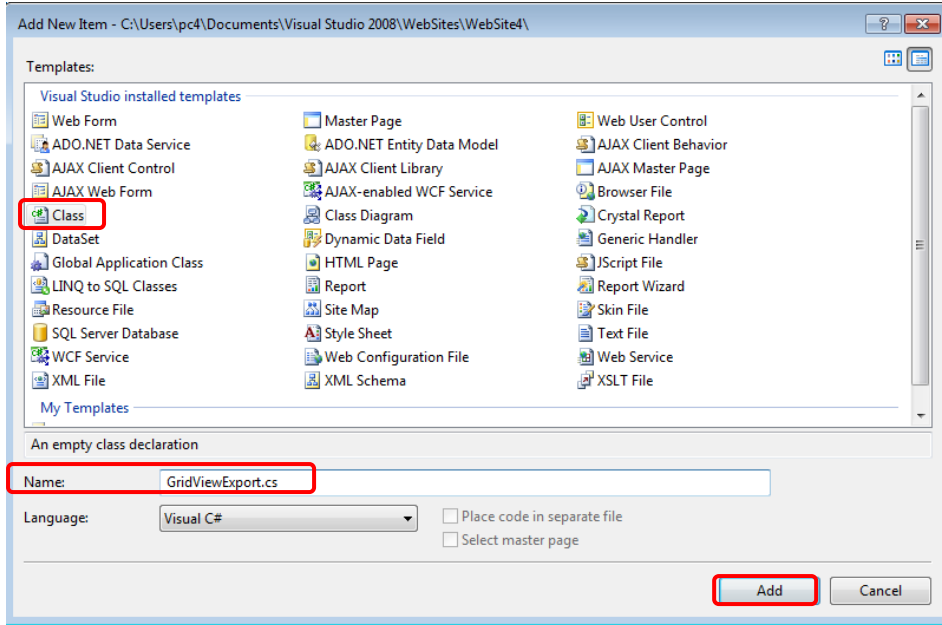 Add New Item - C:\Users\pc4\Documents\Visual Studio 2008\WebSites\WebSite4\
Templates:
Visual Studio installed templates
Web Form Master Page Web User Control
ADO.NET Data Service ADO.NET Entity Data Model AJAX Client Behavior
AJAX Client Control AJAX Client Library AJAX Master Page
AJAX Web Form AJAX-enabled WCF Service Browser File
Class Class Diagram Crystal Report
DataSet Dynamic Data Field Generic Handler
Global Application Class HTML Page JScript File
LINQ to SQL Classes Report Report Wizard
Resource File Site Map Skin File
SQL Server Database Style Sheet Text File
WCF Service Web Configuration File Web Service
XML File XML Schema XSLT File
My Templates
An empty class declaration
Name: GridViewExport.cs
Language: Visual C# Place code in separate file
Select master page
Add Cancel